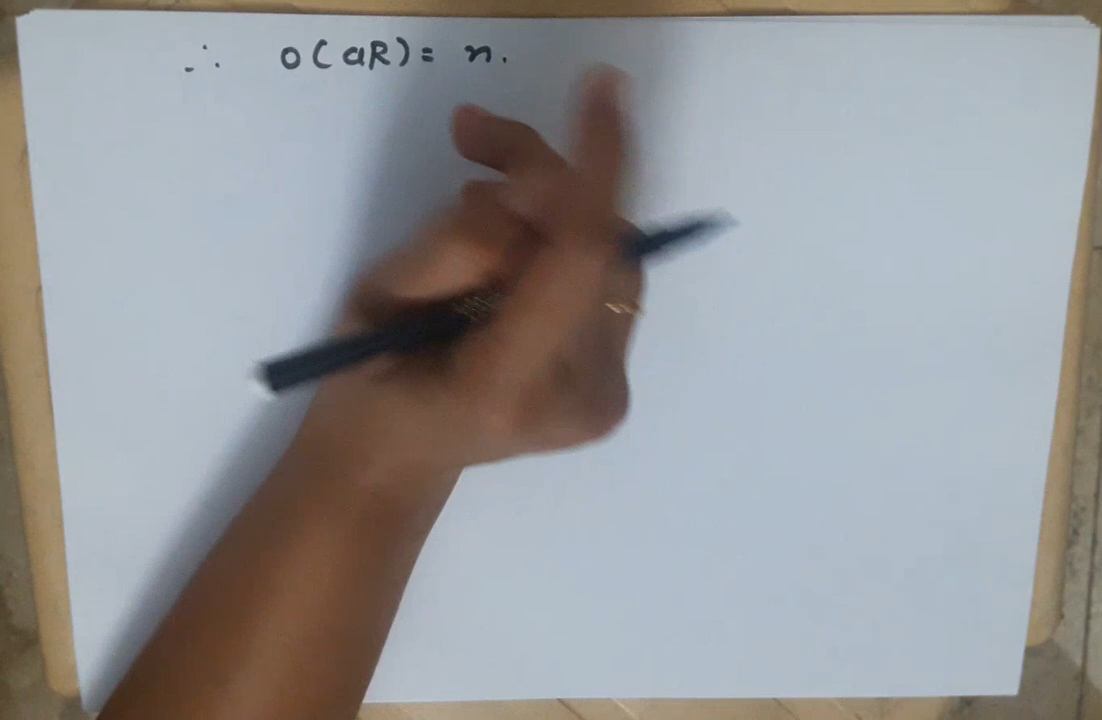 ∴ o(aR) = n.